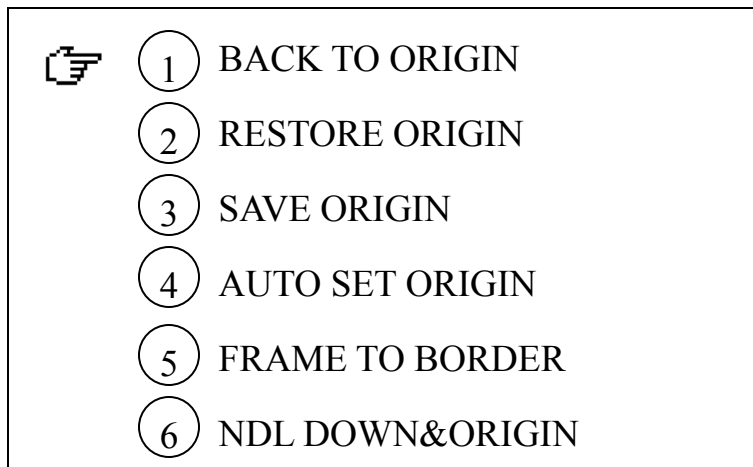 1 BACK TO ORIGIN
2 RESTORE ORIGIN
3 SAVE ORIGIN
4 AUTO SET ORIGIN
5 FRAME TO BORDER
6 NDL DOWN&ORIGIN